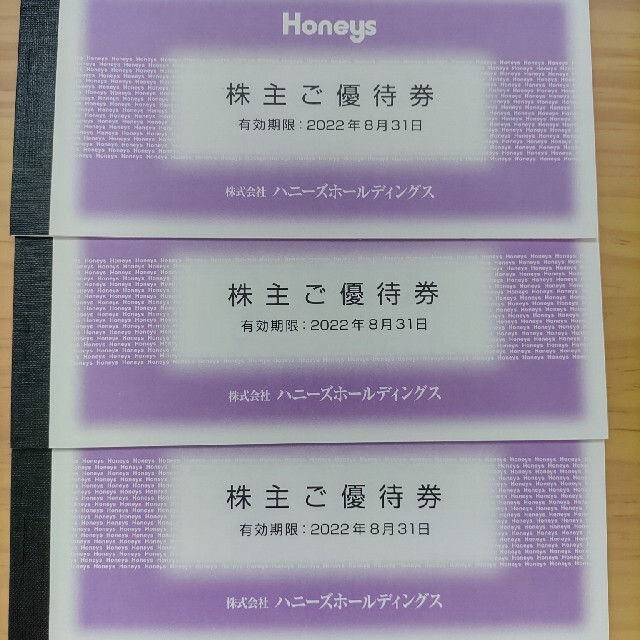 Honeys
株主ご優待券
有効期限：2022年8月31日
株式会社 ハニーズホールディングス
株主ご優待券
有効期限：2022年8月31日
株式会社 ハニーズホールディングス
株主ご優待券
有効期限：2022年8月31日
株式会社 ハニーズホールディングス